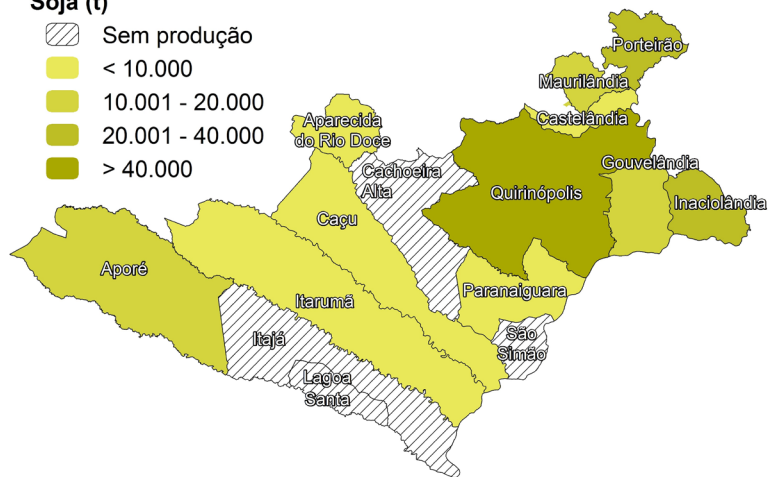 Soja (t)
Sem produção
< 10.000
10.001 - 20.000
20.001 - 40.000
> 40.000
Porteirão
Maurilândia
Castelândia
Aparecida
do Rio Doce
Cachoeira
Alta
Gouvelândia
Quirinópolis
Inaciolândia
Caçu
Aporé
Paranaiguara
Itarumã
São
Simão
Itajá
Lagoa
Santa